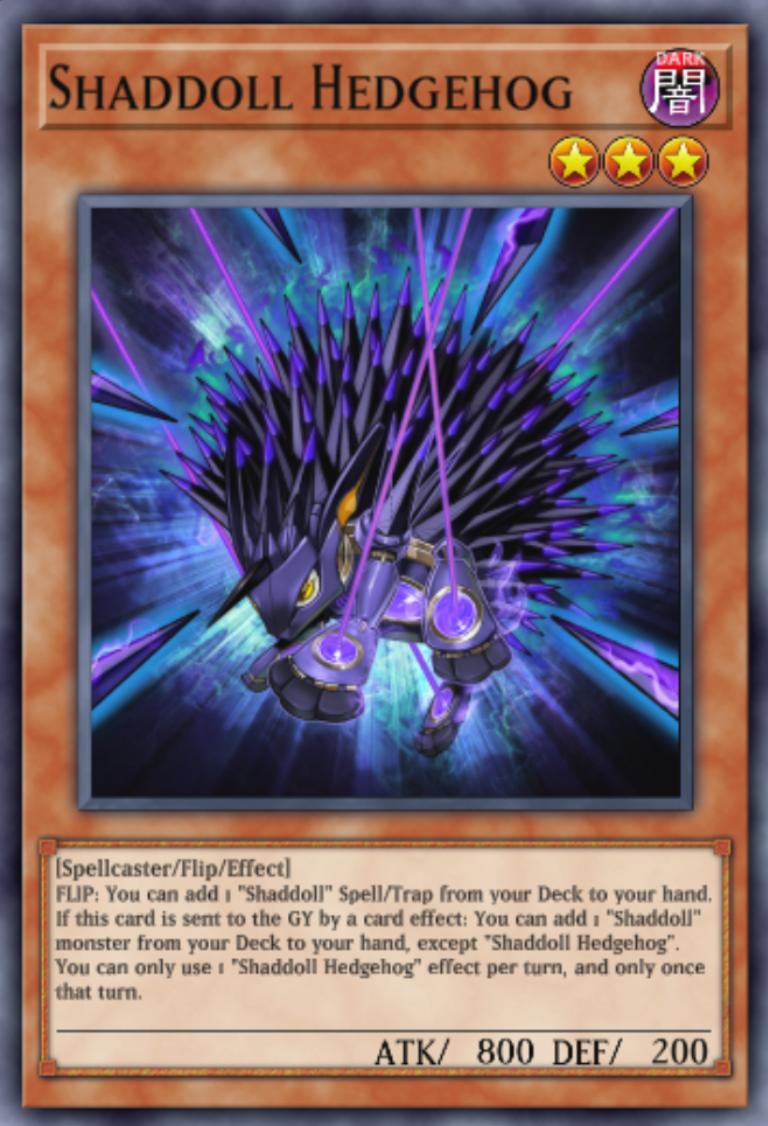 SHADDOLL HEDGEHOG
DARK
闇
[Spellcaster/Flip/Effect]
FLIP: You can add 1 "Shaddoll" Spell/Trap from your Deck to your hand.
If this card is sent to the GY by a card effect: You can add 1 "Shaddoll"
monster from your Deck to your hand, except "Shaddoll Hedgehog".
You can only use 1 "Shaddoll Hedgehog" effect per turn, and only once
that turn.
ATK/ 800 DEF/ 200